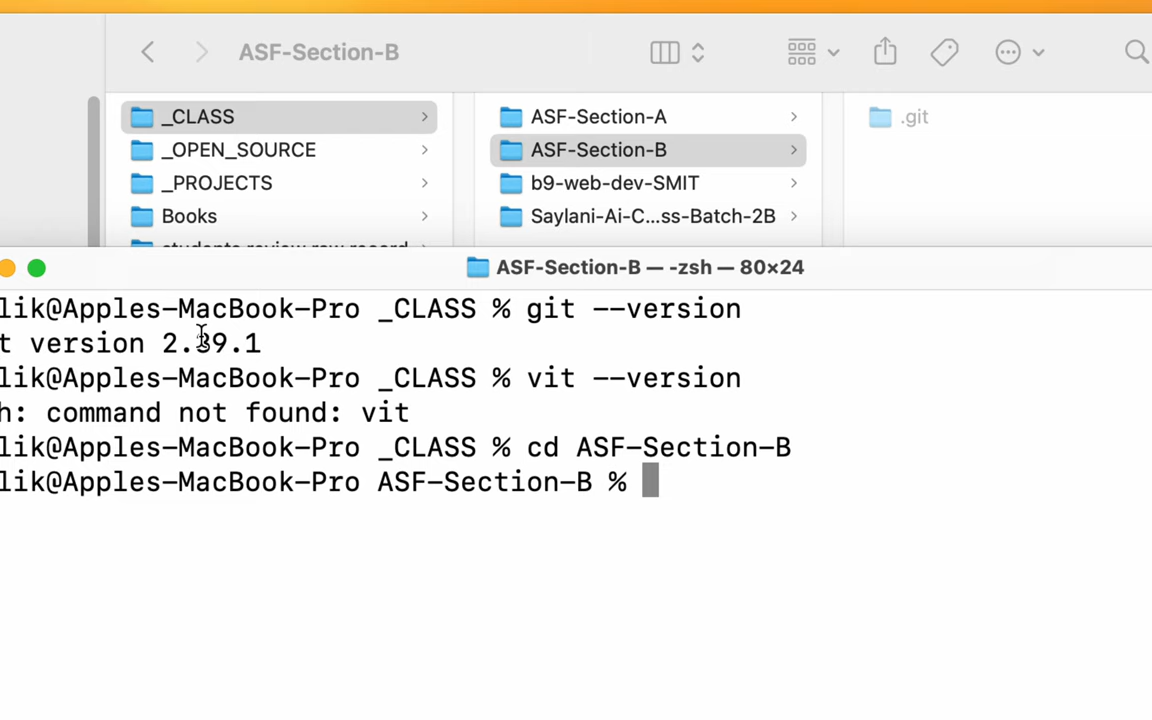 ASF-Section-B
_CLASS
_OPEN_SOURCE
_PROJECTS
Books
ASF-Section-A
ASF-Section-B
b9-web-dev-SMIT
Saylani-Ai-C...ss-Batch-2B
.git
ASF-Section-B — -zsh — 80×24
lik@Apples-MacBook-Pro _CLASS % git --version
t version 2.39.1
lik@Apples-MacBook-Pro _CLASS % vit --version
h: command not found: vit
lik@Apples-MacBook-Pro _CLASS % cd ASF-Section-B
lik@Apples-MacBook-Pro ASF-Section-B %